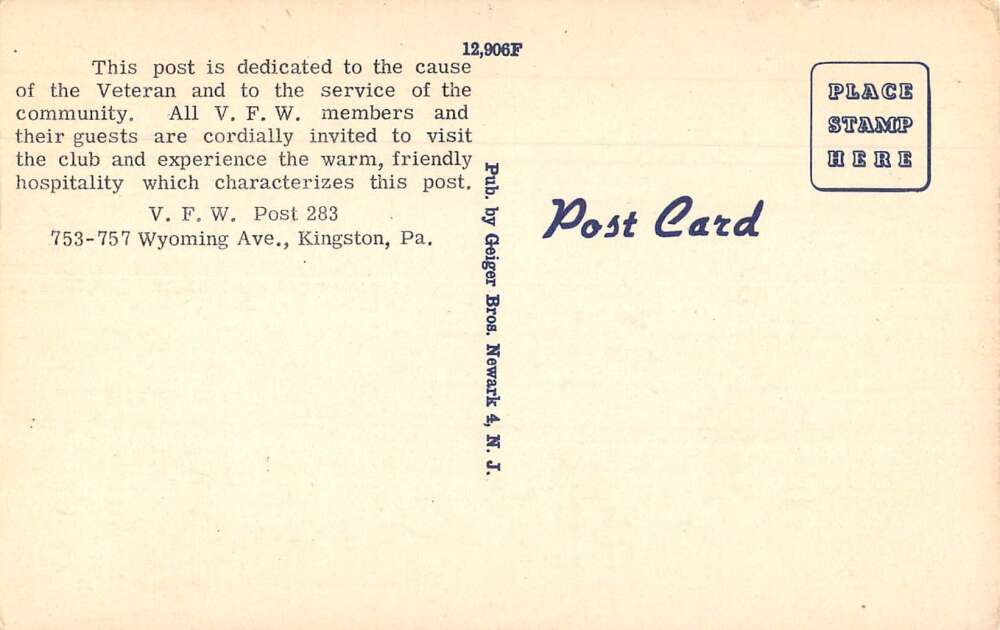 12,906F
This post is dedicated to the cause
of the Veteran and to the service of the
community. All V. F. W. members and
their guests are cordially invited to visit
the club and experience the warm, friendly
hospitality which characterizes this post.
V. F. W. Post 283
753-757 Wyoming Ave., Kingston, Pa.
Pub. by Geiger Bros. Newark 4, N. J.
Post Card
PLACE
STAMP
HERE